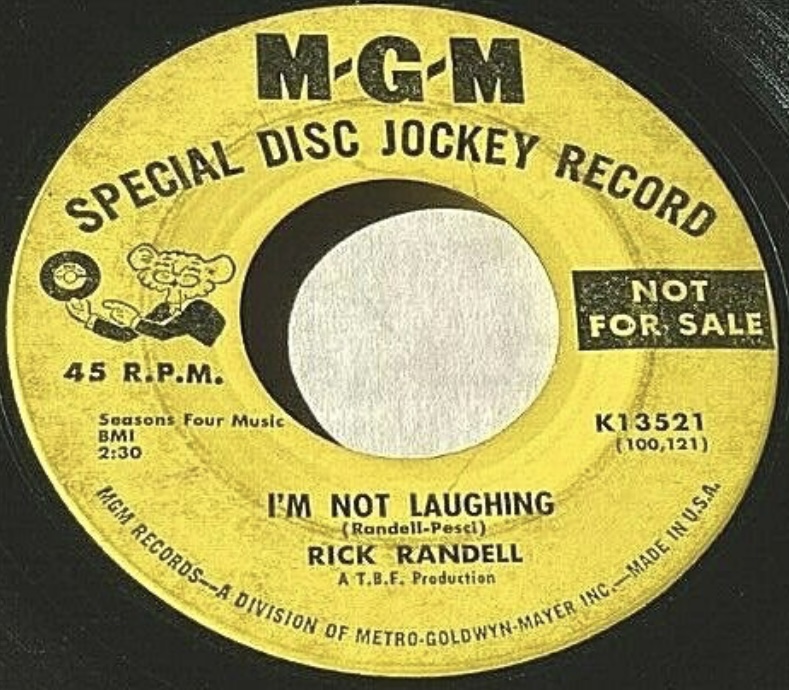 M-G-M
SPECIAL DISC JOCKEY RECORD
NOT
FOR SALE
45 R.P.M.
Seasons Four Music
BMI
2:30
K13521
(100,121)
I'M NOT LAUGHING
(Randell-Pesci)
RICK RANDELL
A T.B.F. Production
MGM RECORDS—A DIVISION OF METRO-GOLDWYN-MAYER INC.—MADE IN U.S.A.